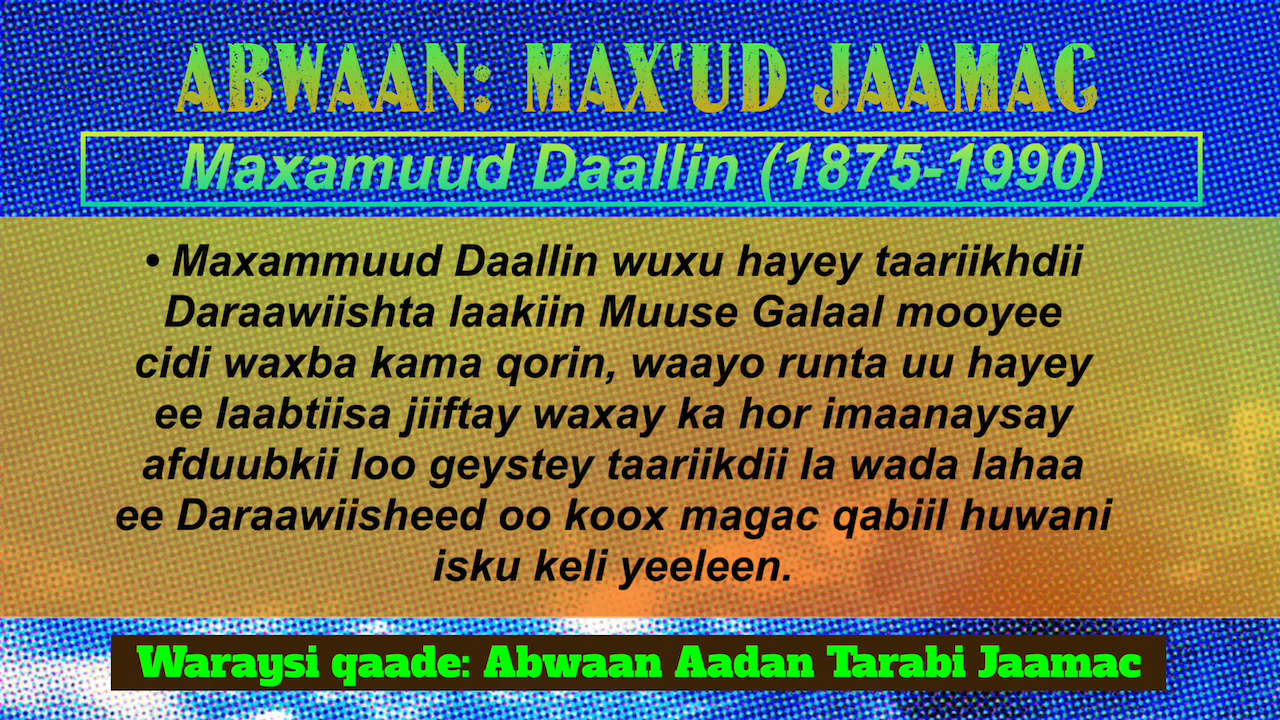 ABWAAN: MAX'UD JAAMAC
Maxamuud Daallin (1875-1990)
• Maxammuud Daallin wuxu hayey taariikhdii
Daraawiishta laakiin Muuse Galaal mooyee
cidi waxba kama qorin, waayo runta uu hayey
ee laabtiisa jiiftay waxay ka hor imaanaysay
afduubkii loo geystey taariikdii la wada lahaa
ee Daraawiisheed oo koox magac qabiil huwani
isku keli yeeleen.
Waraysi qaade: Abwaan Aadan Tarabi Jaamac